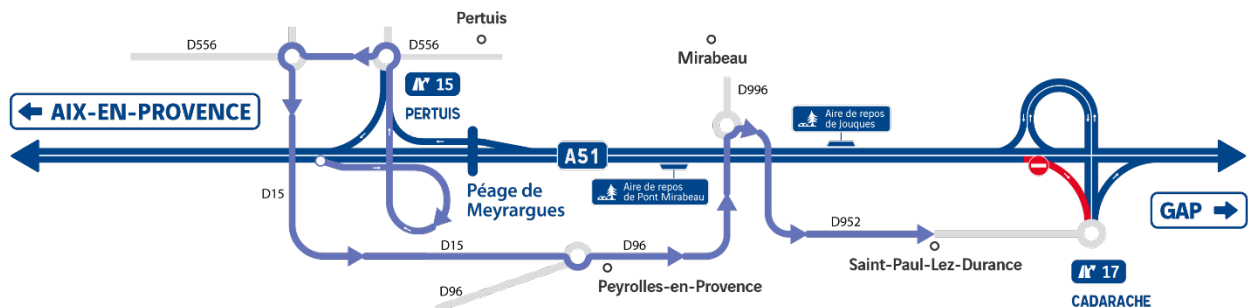 Pertuis
D556
D556
Mirabeau
15
PERTUIS
D996
Aire de repos
de Jouques
AIX-EN-PROVENCE
A51
D15
Péage de
Meyrargues
Aire de repos
de Pont Mirabeau
GAP
D952
D15
D96
Saint-Paul-Lez-Durance
17
Peyrolles-en-Provence
D96
CADARACHE